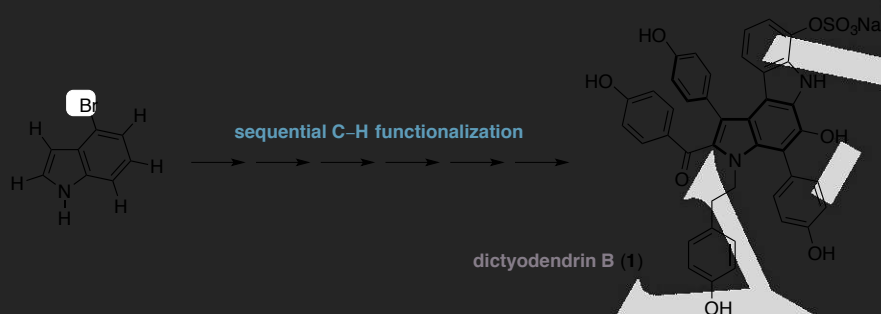 HO
OSO3Na
HO
Br
H
H
NH
sequential C–H functionalization
OH
H
H
O
N
N
H
H
OH
dictyodendrin B (1)
OH